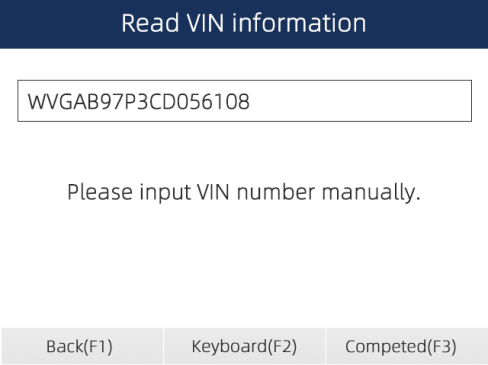 Read VIN information
WVGAB97P3CD056108
Please input VIN number manually.
Back(F1) Keyboard(F2) Competed(F3)